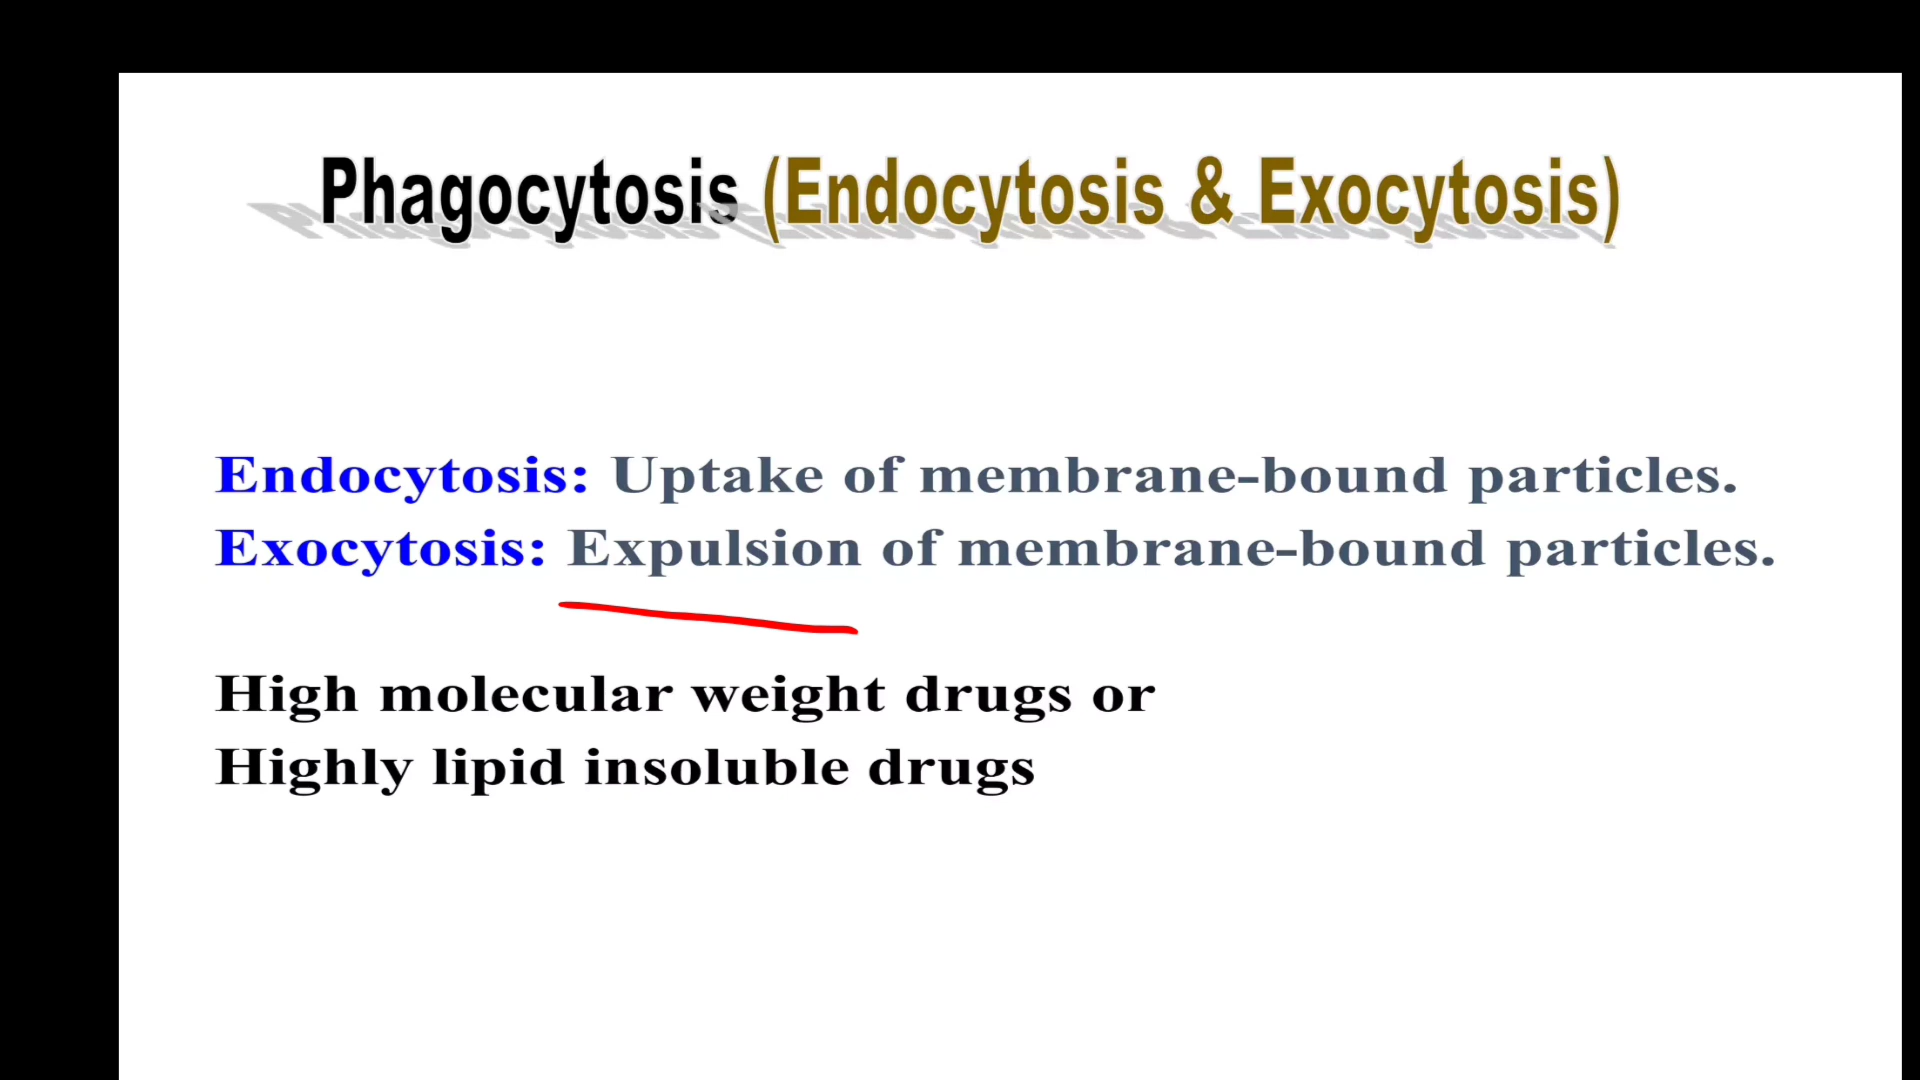 Phagocytosis (Endocytosis & Exocytosis)
Endocytosis: Uptake of membrane-bound particles.
Exocytosis: Expulsion of membrane-bound particles.
High molecular weight drugs or
Highly lipid insoluble drugs